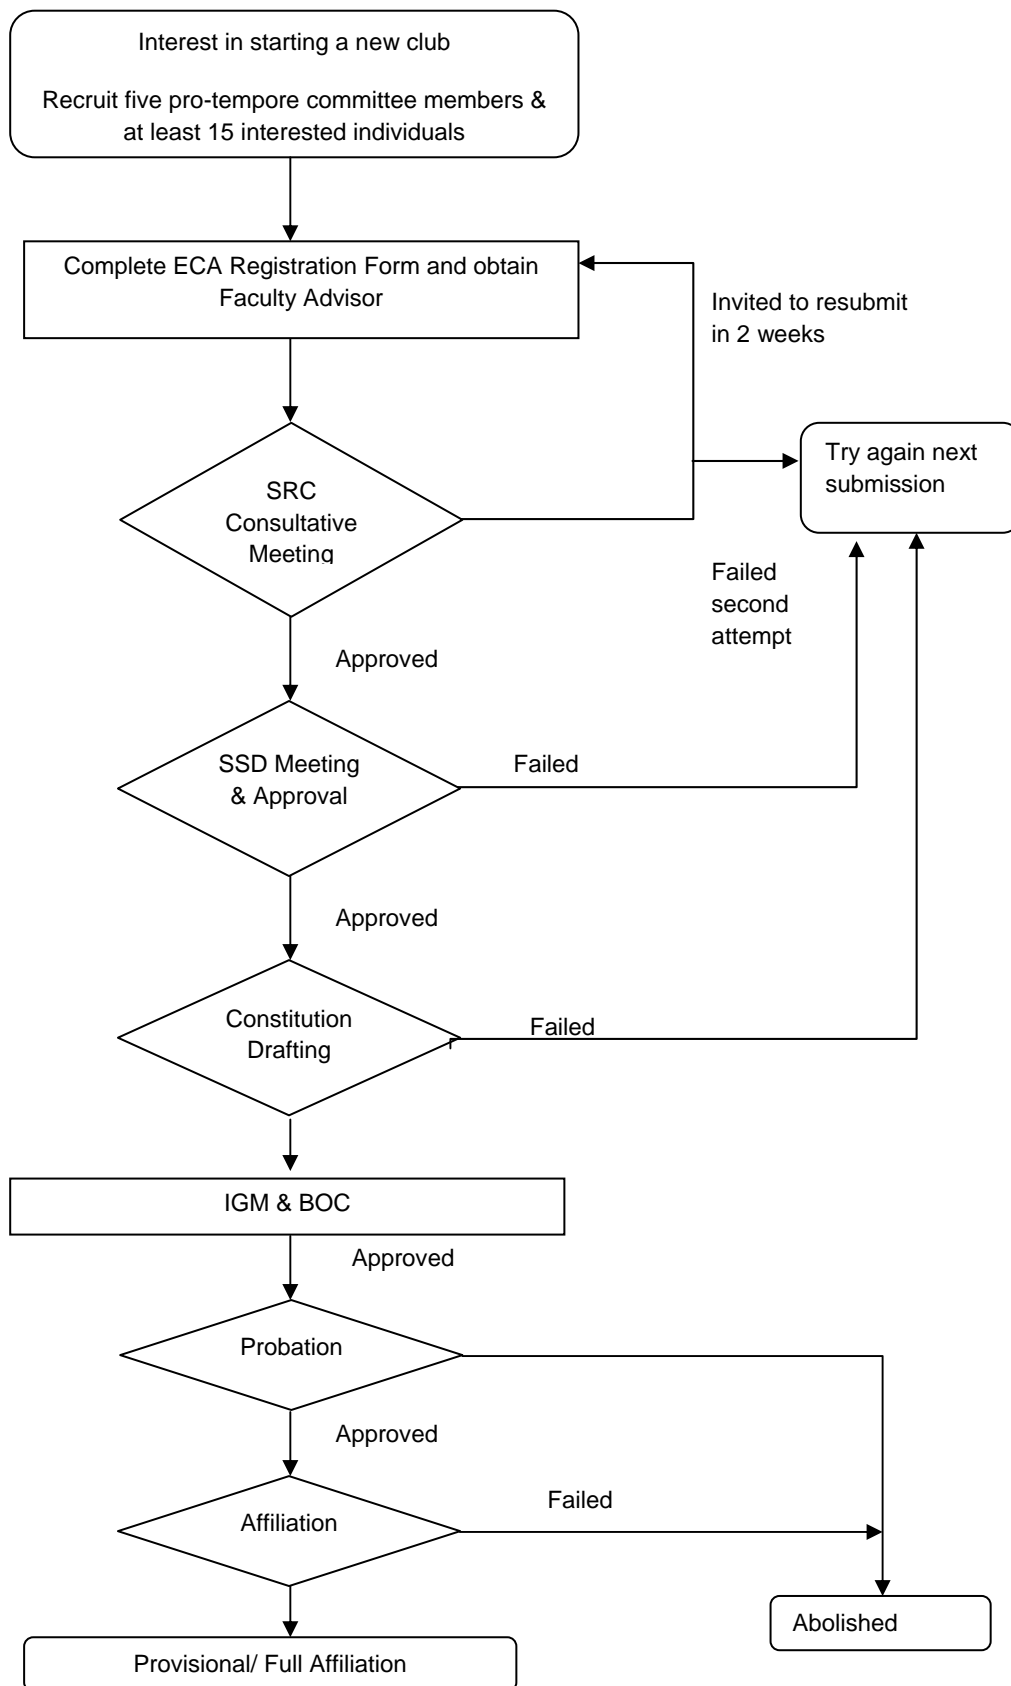 Interest in starting a new club
Recruit five pro-tempore committee members &
at least 15 interested individuals
Complete ECA Registration Form and obtain
Faculty Advisor
Invited to resubmit
in 2 weeks
Try again next
submission
SRC
Consultative
Meeting
Failed
second
attempt
Approved
SSD Meeting
& Approval
Failed
Approved
Constitution
Drafting
Failed
IGM & BOC
Approved
Probation
Approved
Affiliation
Failed
Abolished
Provisional/ Full Affiliation